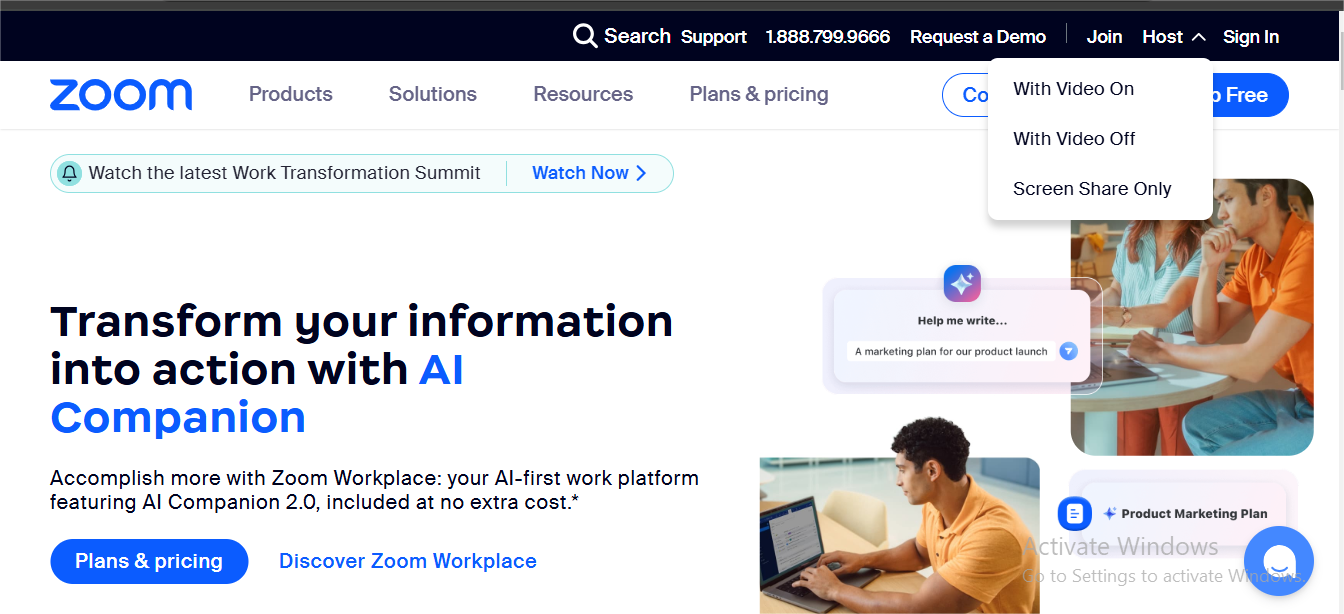 Search Support 1.888.799.9666 Request a Demo Join Host Sign In
zoom Products Solutions Resources Plans & pricing
Free
With Video On
With Video Off
Screen Share Only
Watch the latest Work Transformation Summit Watch Now
Transform your information
into action with AI
Companion
Accomplish more with Zoom Workplace: your AI-first work platform
featuring AI Companion 2.0, included at no extra cost.*
Plans & pricing Discover Zoom Workplace
Help me write...
A marketing plan for our product launch
Product Marketing Plan
Activate Windows
Go to Settings to activate Windows.